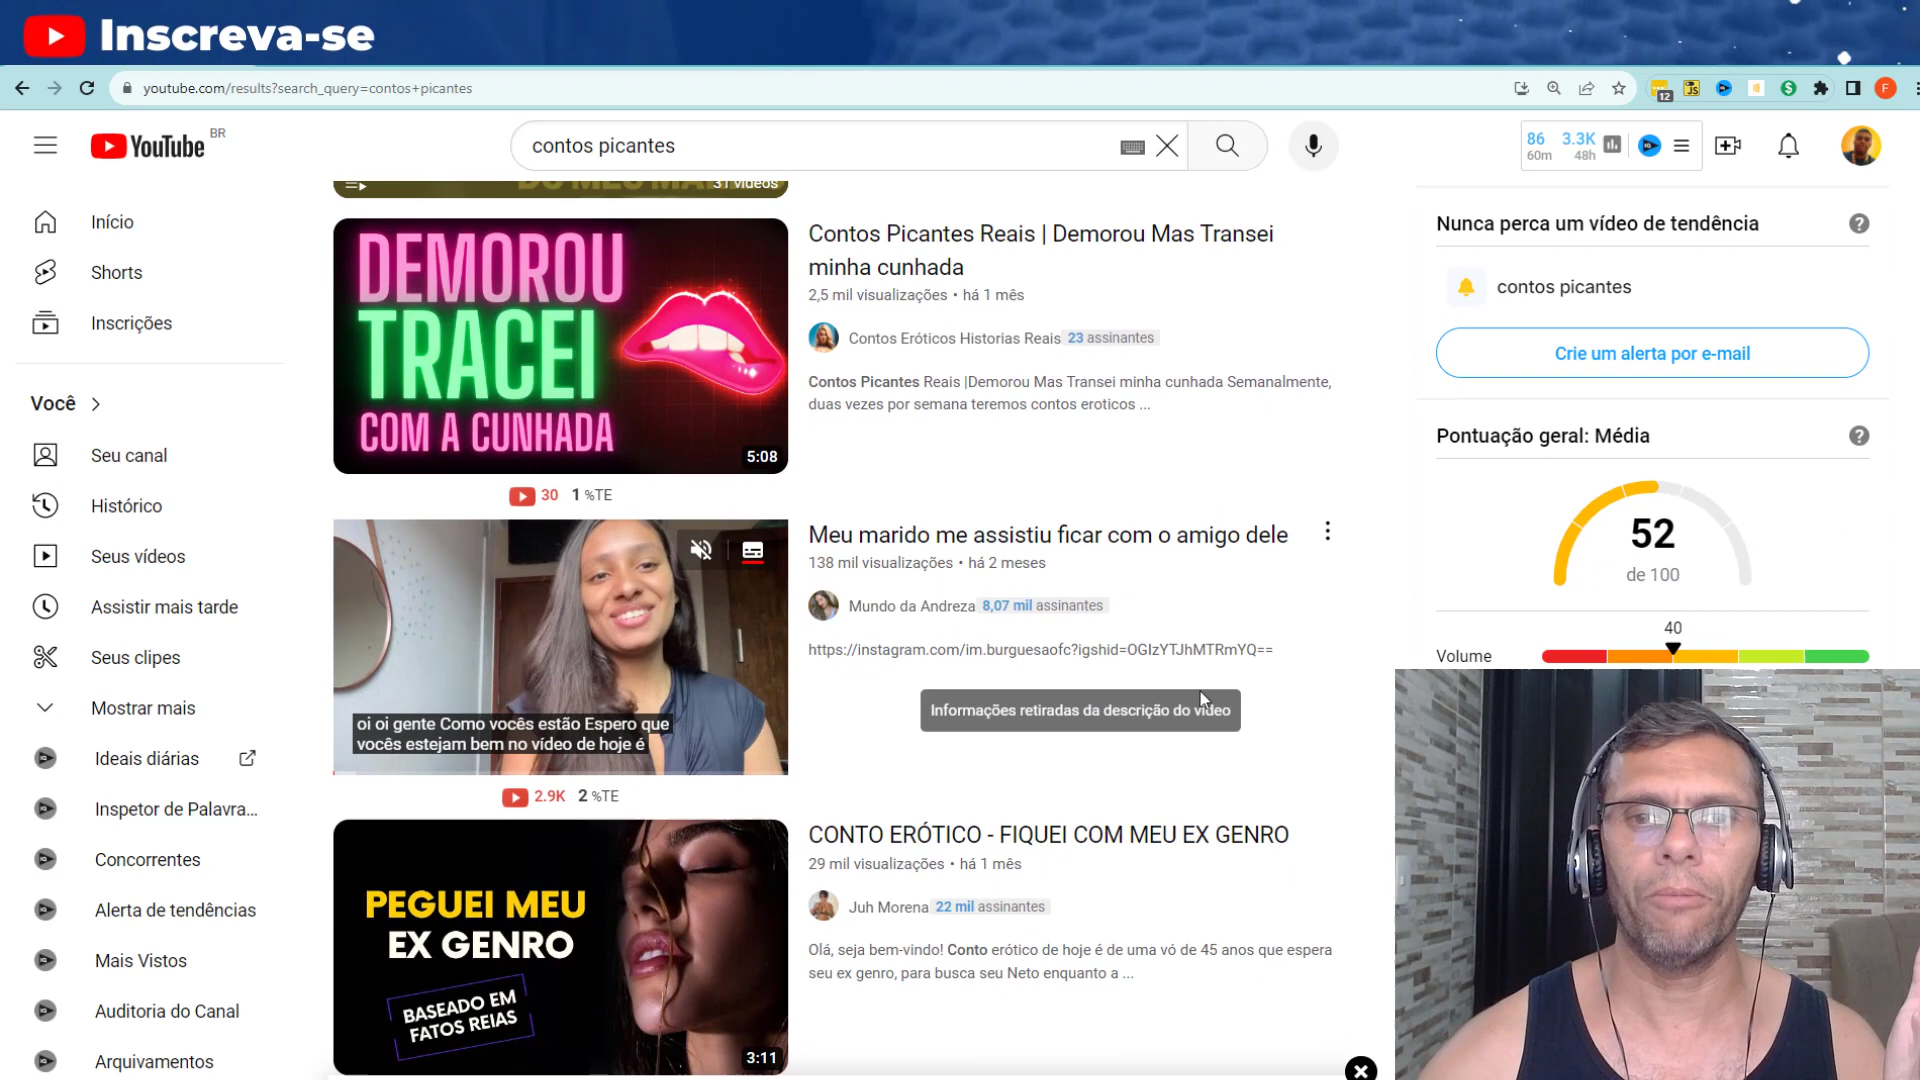 Inscreva-se
youtube.com/results?search_query=contos+picantes
12
JS
F
YouTube BR
contos picantes
86 3.3K
60m 48h
31 vídeos
Início
Shorts
Inscrições
Você
Seu canal
Histórico
Seus vídeos
Assistir mais tarde
Seus clipes
Mostrar mais
Ideais diárias
Inspetor de Palavra...
Concorrentes
Alerta de tendências
Mais Vistos
Auditoria do Canal
Arquivamentos
DEMOROU
TRACEI
COM A CUNHADA
5:08
30 1 %TE
Contos Picantes Reais | Demorou Mas Transei
minha cunhada
2,5 mil visualizações • há 1 mês
Contos Eróticos Historias Reais 23 assinantes
Contos Picantes Reais |Demorou Mas Transei minha cunhada Semanalmente,
duas vezes por semana teremos contos eroticos ...
oi oi gente Como vocês estão Espero que
vocês estejam bem no vídeo de hoje é
2.9K 2 %TE
Meu marido me assistiu ficar com o amigo dele
138 mil visualizações • há 2 meses
Mundo da Andreza 8,07 mil assinantes
https://instagram.com/im.burguesaofc?igshid=OGIzYTJhMTRmYQ==
Informações retiradas da descrição do vídeo
PEGUEI MEU
EX GENRO
BASEADO EM
FATOS REIAS
3:11
CONTO ERÓTICO - FIQUEI COM MEU EX GENRO
29 mil visualizações • há 1 mês
Juh Morena 22 mil assinantes
Olá, seja bem-vindo! Conto erótico de hoje é de uma vó de 45 anos que espera
seu ex genro, para busca seu Neto enquanto a ...
Nunca perca um vídeo de tendência
contos picantes
Crie um alerta por e-mail
Pontuação geral: Média
52
de 100
40
Volume